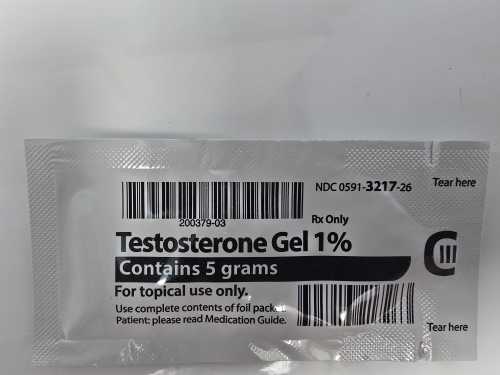 NDC 0591-3217-26
Tear here
200379-03
Rx Only
Testosterone Gel 1%
CIII
Contains 5 grams
For topical use only.
Use complete contents of foil packet
Patient: please read Medication Guide.
Tear here